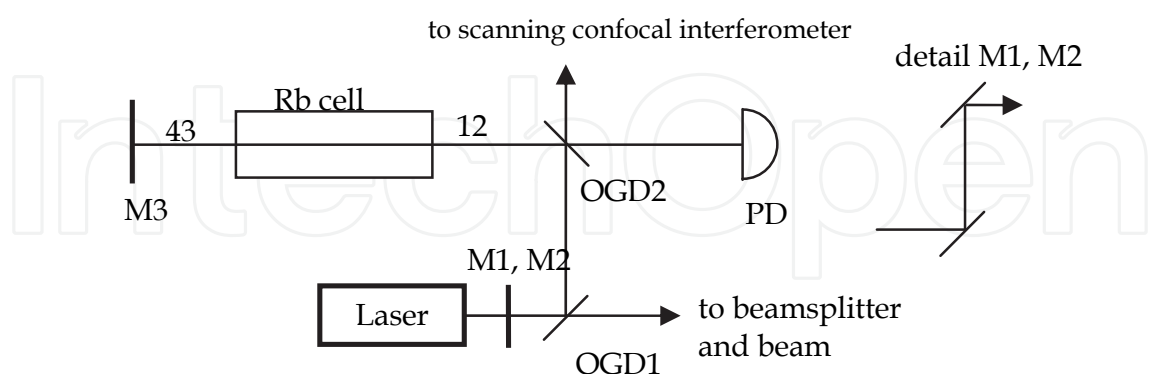 to scanning confocal interferometer
detail M1, M2
Rb cell
43
12
OGD2
M3
PD
M1, M2
Laser
to beamsplitter
and beam
OGD1
IntechOpen